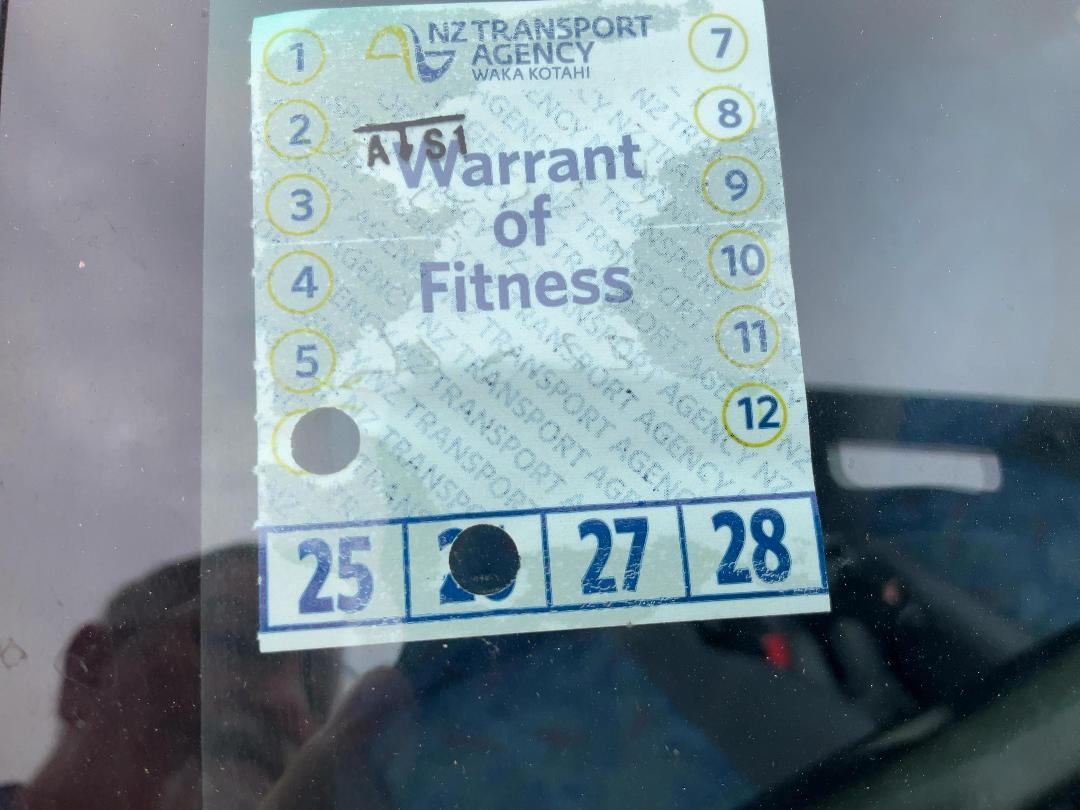 NZ TRANSPORT
AGENCY
WAKA KOTAHI
1
2
3
4
5
7
8
9
10
11
12
Warrant
of
Fitness
25
27
28